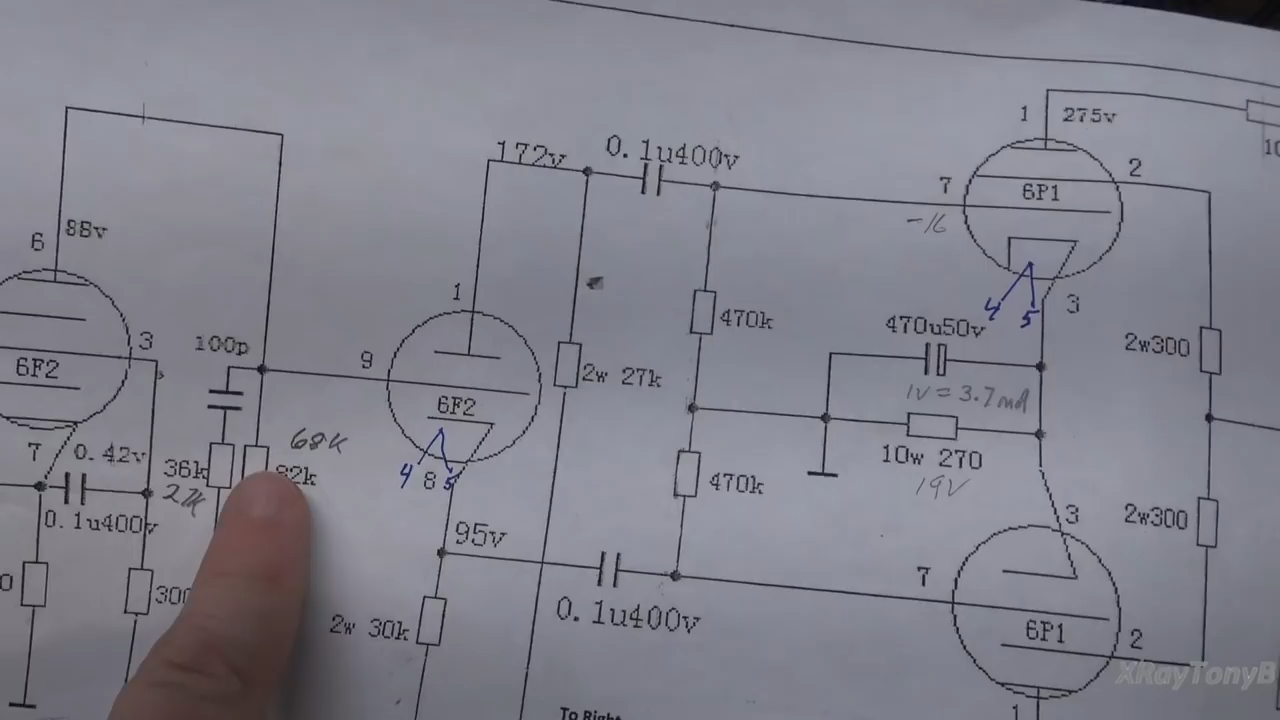 6
88v
3
6F2
7
0.42v
0.1u400v
100p
36k
27k
82k
68K
300
172v
1
9
6F2
4 8 5
95v
2w 30k
2w 27k
0.1u400v
470k
470k
0.1u400v
To Right
1
275v
7
-16
2
6P1
4 5
3
470u50v
1v = 3.7mA
10w 270
19V
2w300
2w300
3
7
6P1
2
1
10
XRayTonyB